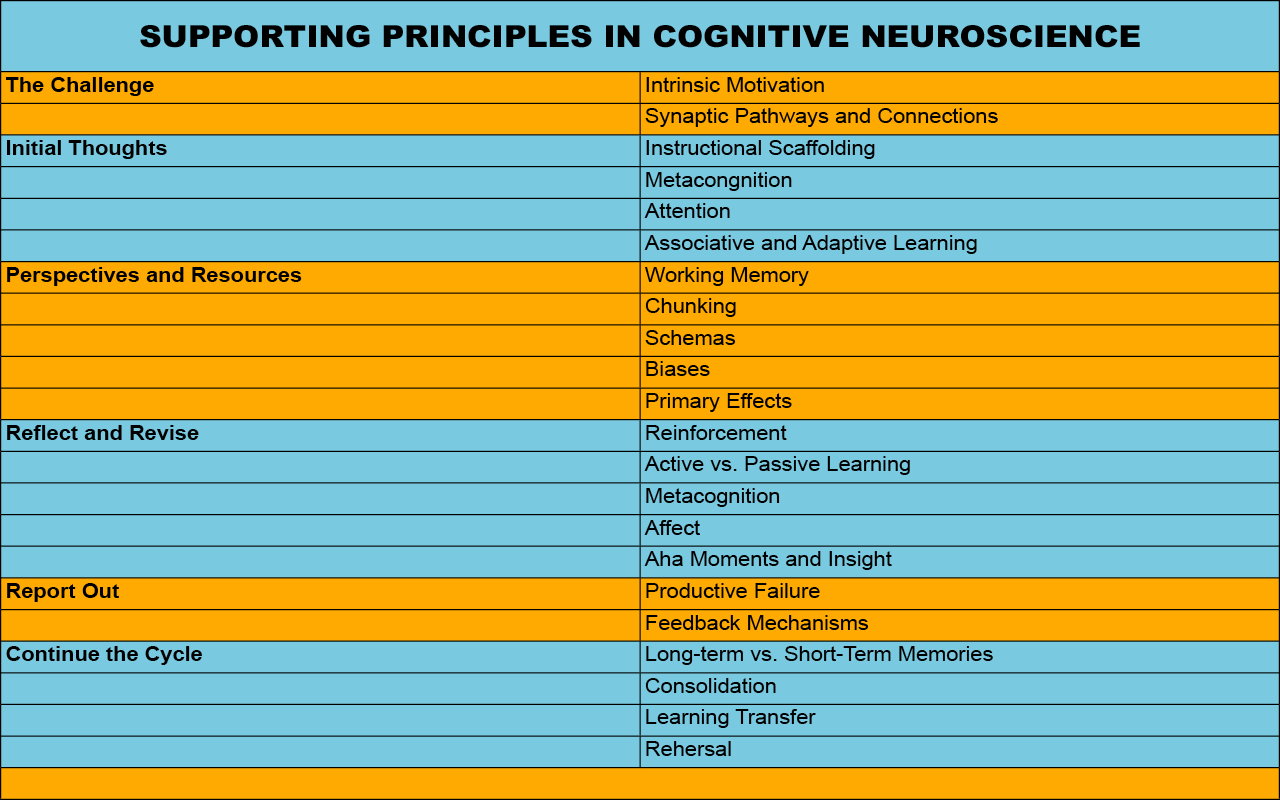 SUPPORTING PRINCIPLES IN COGNITIVE NEUROSCIENCE
The Challenge Intrinsic Motivation
Synaptic Pathways and Connections
Initial Thoughts Instructional Scaffolding
Metacongnition
Attention
Associative and Adaptive Learning
Perspectives and Resources Working Memory
Chunking
Schemas
Biases
Primary Effects
Reflect and Revise Reinforcement
Active vs. Passive Learning
Metacognition
Affect
Aha Moments and Insight
Report Out Productive Failure
Feedback Mechanisms
Continue the Cycle Long-term vs. Short-Term Memories
Consolidation
Learning Transfer
Rehersal